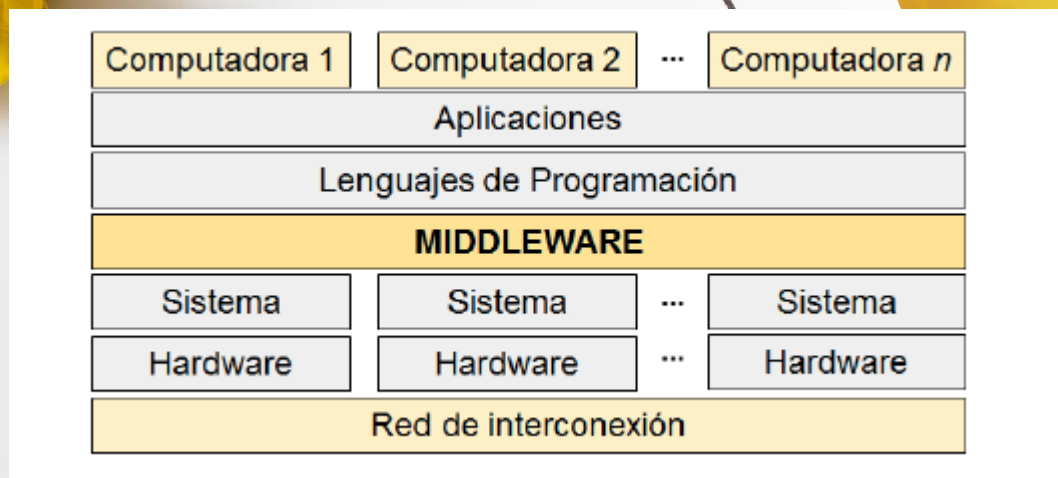 Computadora 1 Computadora 2 ... Computadora n
Aplicaciones
Lenguajes de Programación
MIDDLEWARE
Sistema Sistema ... Sistema
Hardware Hardware ... Hardware
Red de interconexión